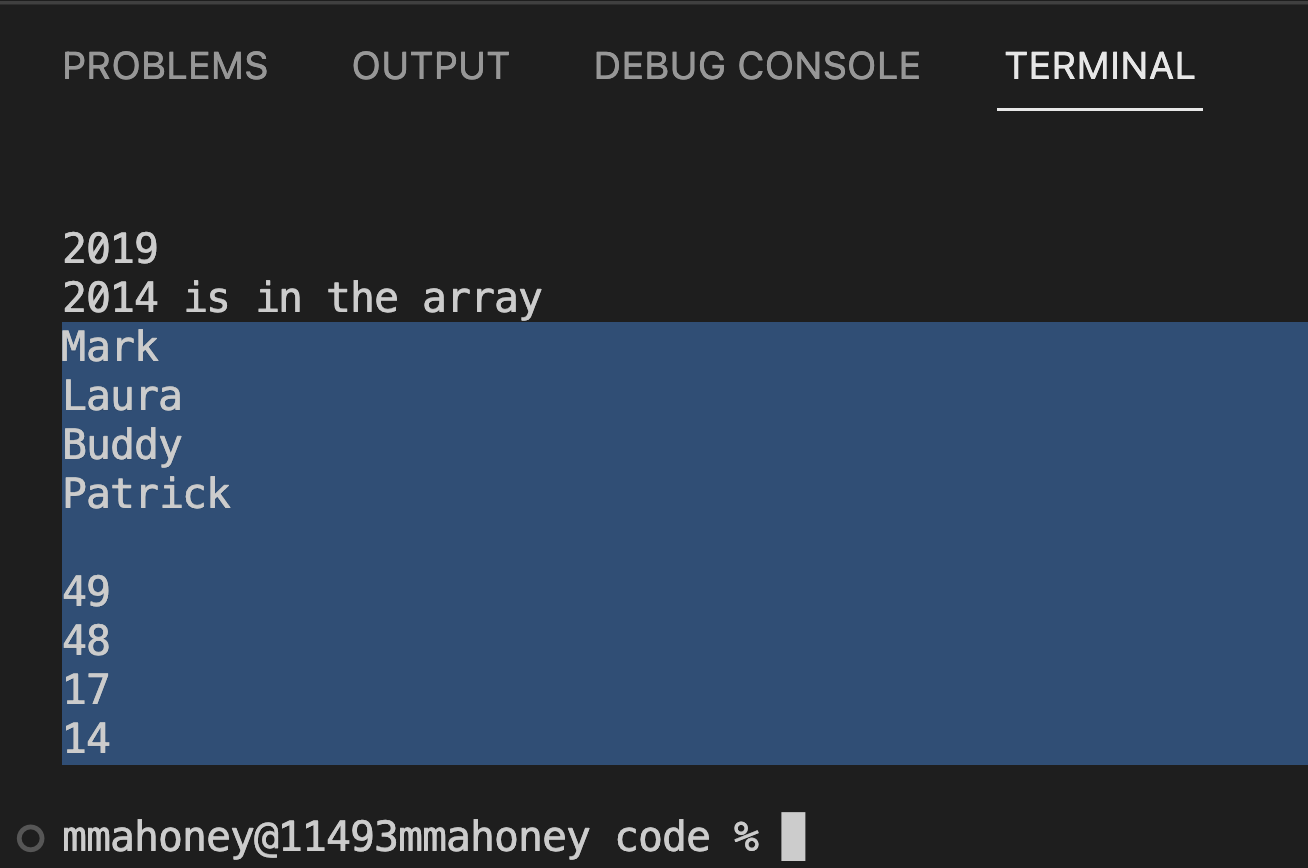 PROBLEMS OUTPUT DEBUG CONSOLE TERMINAL
2019
2014 is in the array
Mark
Laura
Buddy
Patrick
49
48
17
14
mmahoney@11493mmahoney code %